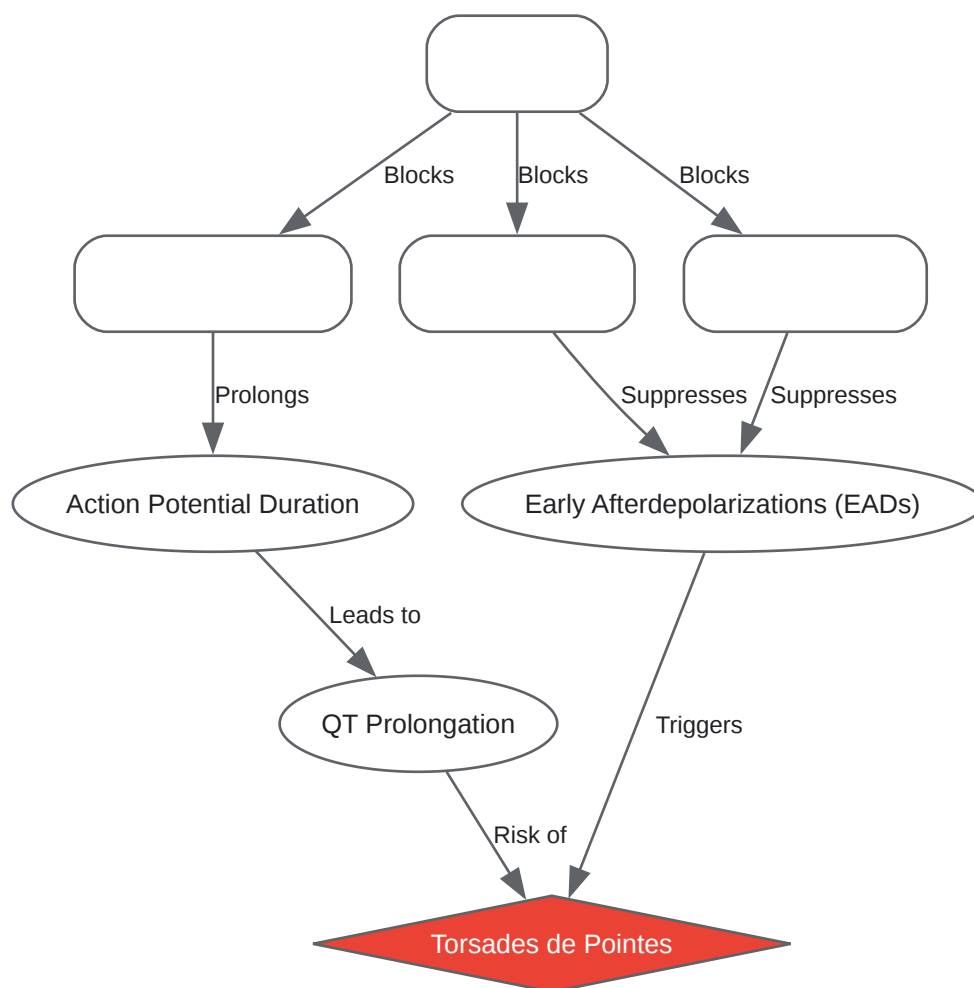 Blocks
Blocks
Blocks
Prolongs
Suppresses
Suppresses
Action Potential Duration
Early Afterdepolarizations (EADs)
Leads to
QT Prolongation
Triggers
Risk of
Torsades de Pointes